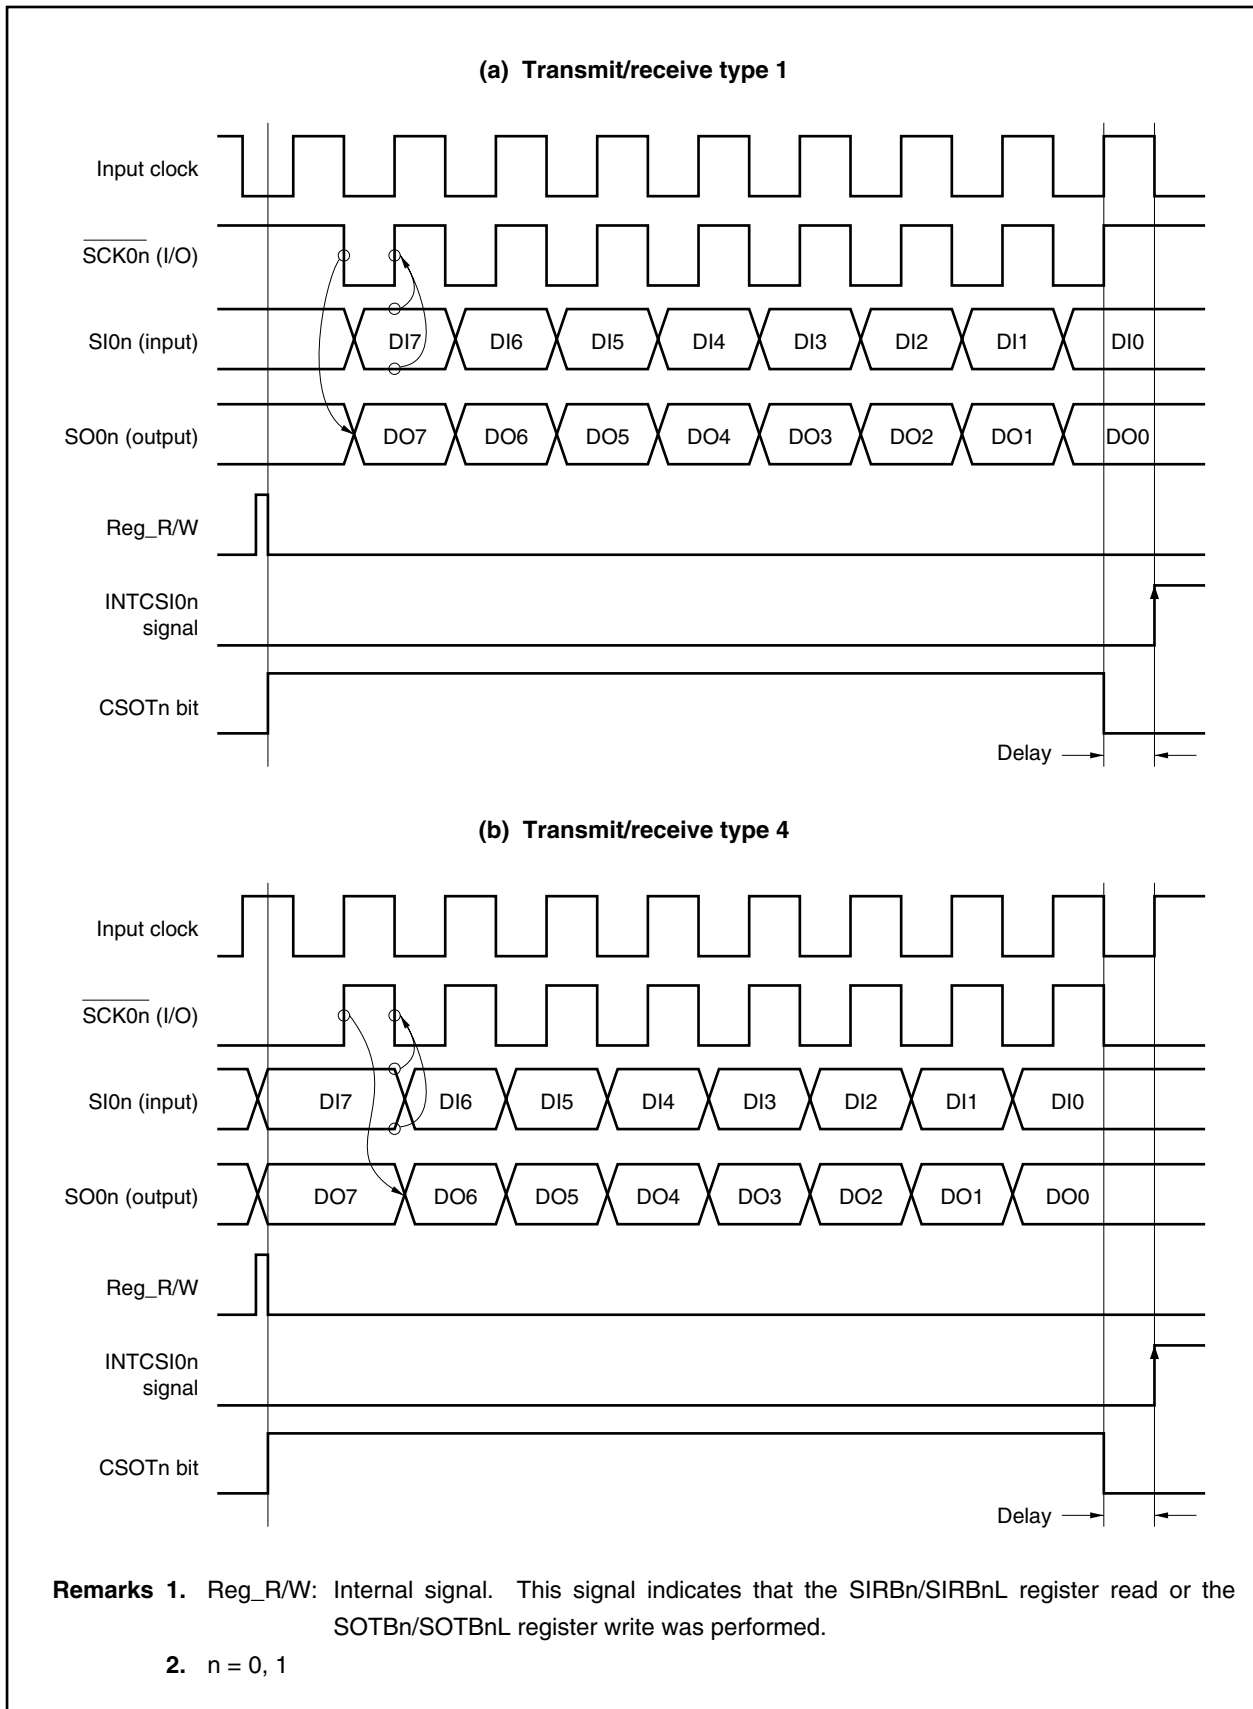 (a) Transmit/receive type 1
Input clock
SCK0n (I/O)
SI0n (input)
DI7 DI6 DI5 DI4 DI3 DI2 DI1 DI0
SO0n (output)
DO7 DO6 DO5 DO4 DO3 DO2 DO1 DO0
Reg_R/W
INTCSI0n
signal
CSOTn bit
Delay
(b) Transmit/receive type 4
Input clock
SCK0n (I/O)
SI0n (input)
DI7 DI6 DI5 DI4 DI3 DI2 DI1 DI0
SO0n (output)
DO7 DO6 DO5 DO4 DO3 DO2 DO1 DO0
Reg_R/W
INTCSI0n
signal
CSOTn bit
Delay
Remarks 1. Reg_R/W: Internal signal. This signal indicates that the SIRBn/SIRBnL register read or the
SOTBn/SOTBnL register write was performed.
2. n = 0, 1